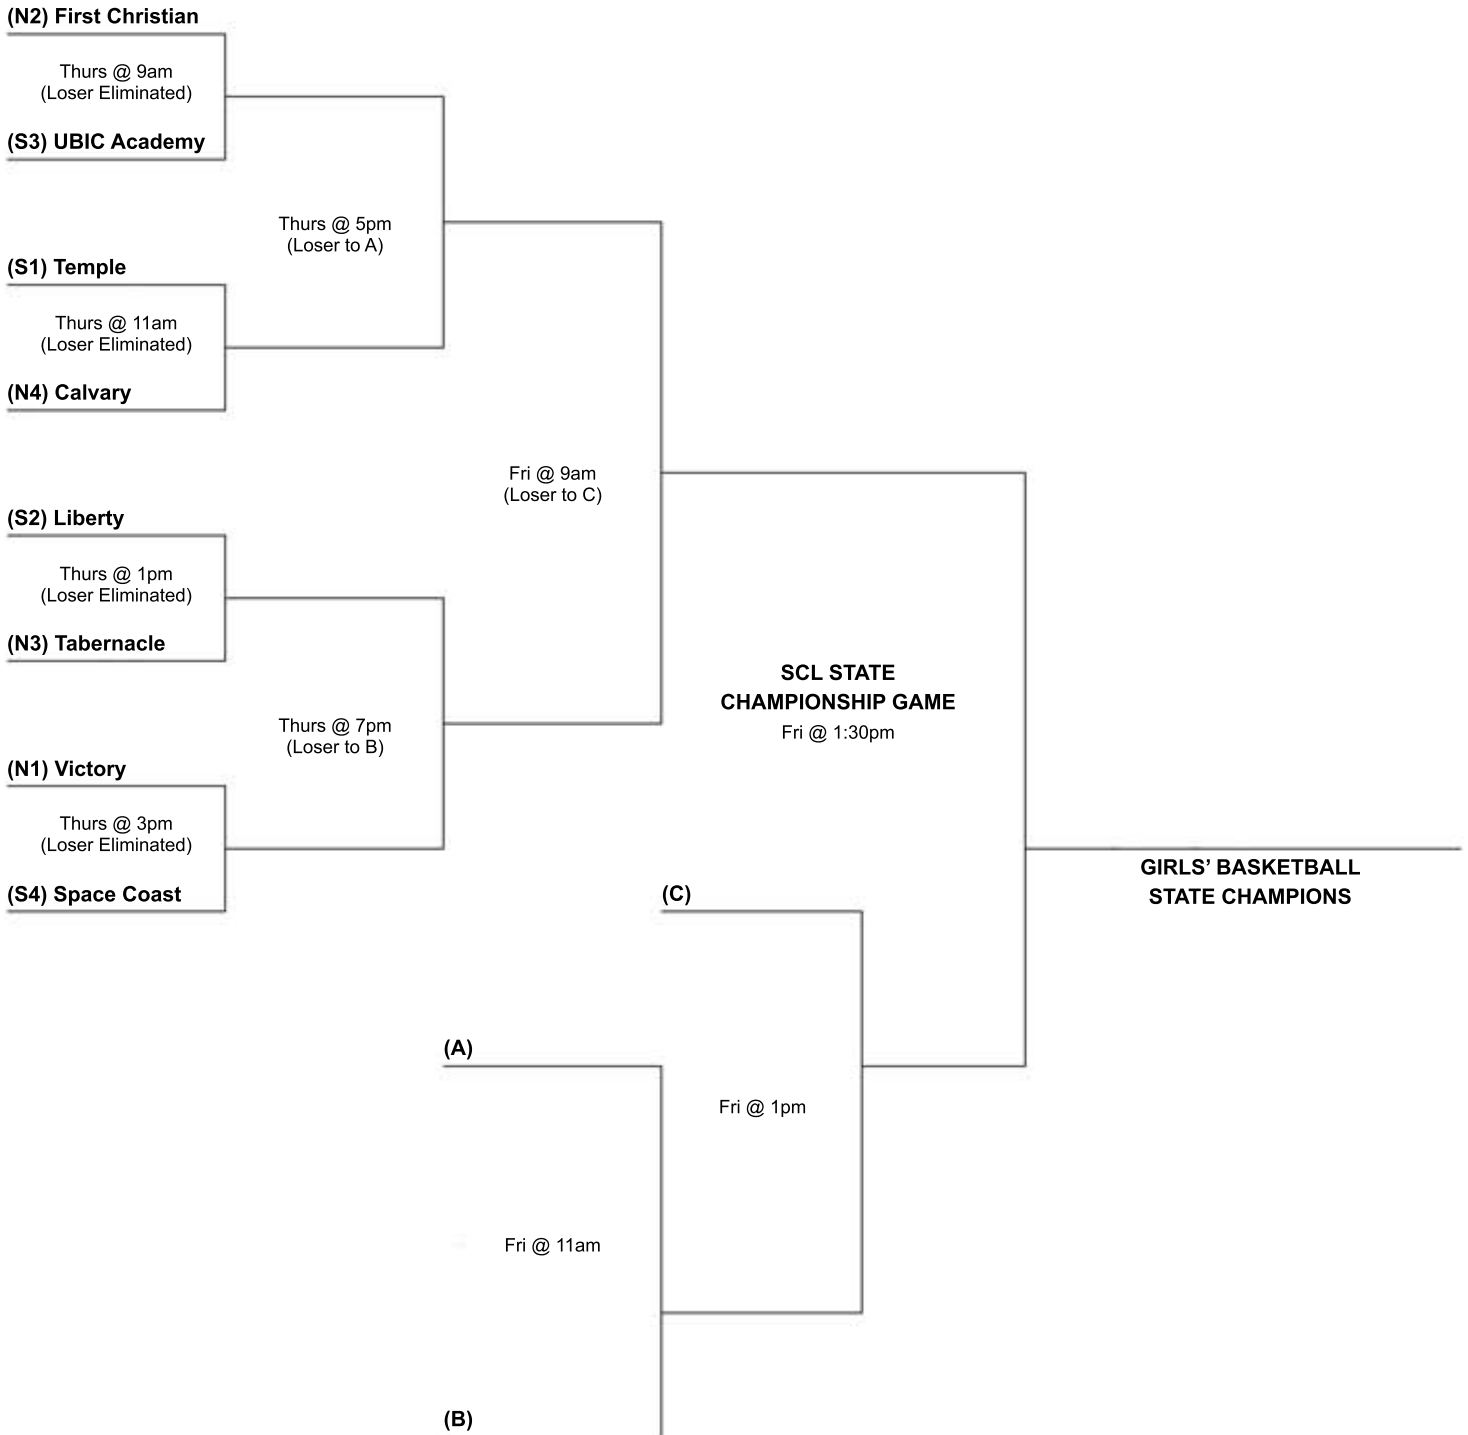 (N2) First Christian
Thurs @ 9am
(Loser Eliminated)
(S3) UBIC Academy
Thurs @ 5pm
(Loser to A)
(S1) Temple
Thurs @ 11am
(Loser Eliminated)
(N4) Calvary
Fri @ 9am
(Loser to C)
(S2) Liberty
Thurs @ 1pm
(Loser Eliminated)
(N3) Tabernacle
SCL STATE
CHAMPIONSHIP GAME
Fri @ 1:30pm
Thurs @ 7pm
(Loser to B)
(N1) Victory
Thurs @ 3pm
(Loser Eliminated)
(S4) Space Coast
GIRLS’ BASKETBALL
STATE CHAMPIONS
(C)
(A)
Fri @ 1pm
Fri @ 11am
(B)